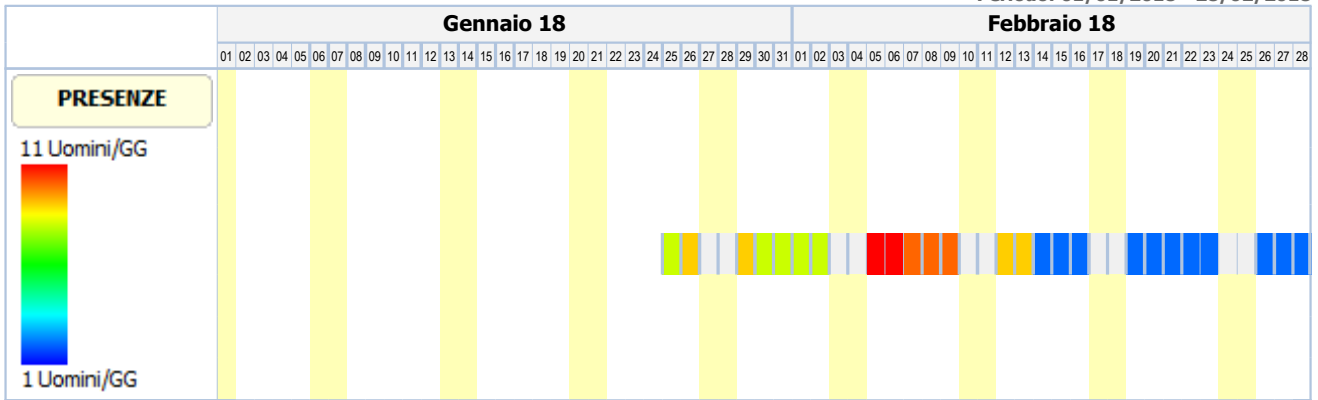 Gennaio 18 Febbraio 18
01 02 03 04 05 06 07 08 09 10 11 12 13 14 15 16 17 18 19 20 21 22 23 24 25 26 27 28 29 30 31 01 02 03 04 05 06 07 08 09 10 11 12 13 14 15 16 17 18 19 20 21 22 23 24 25 26 27 28
PRESENZE
11 Uomini/GG
1 Uomini/GG